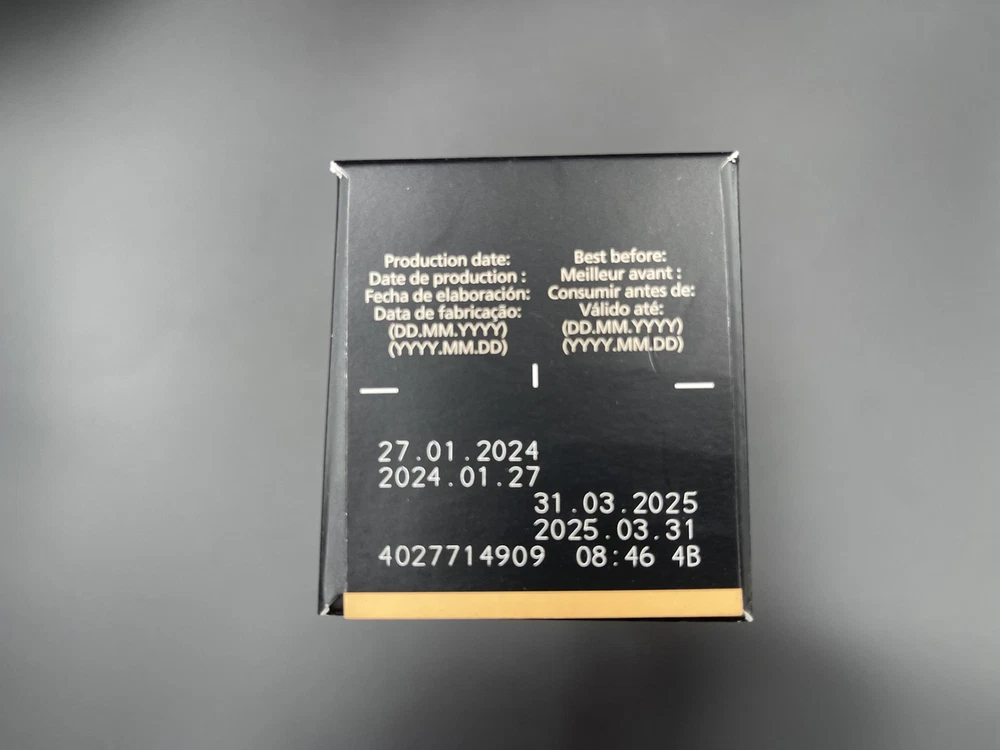 Production date:
Date de production :
Fecha de elaboración:
Data de fabricação:
(DD.MM.YYYY)
(YYYY.MM.DD)
Best before:
Meilleur avant :
Consumir antes de:
Válido até:
(DD.MM.YYYY)
(YYYY.MM.DD)
27.01.2024
2024.01.27
31.03.2025
2025.03.31
4027714909 08:46 4B